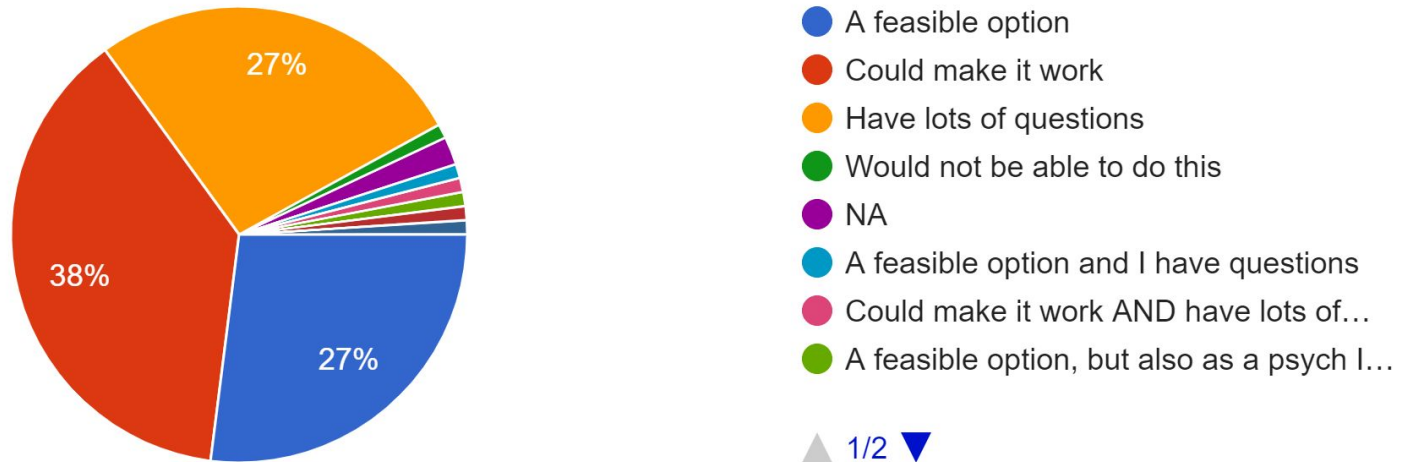 27%
38%
27%
A feasible option
Could make it work
Have lots of questions
Would not be able to do this
NA
A feasible option and I have questions
Could make it work AND have lots of…
A feasible option, but also as a psych I…
1/2